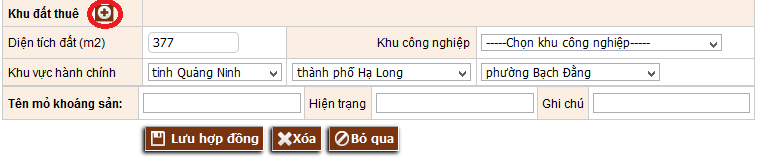 Khu đất thuê
Diện tích đất (m2) 377 Khu công nghiệp -----Chọn khu công nghiệp-----
Khu vực hành chính tỉnh Quảng Ninh thành phố Hạ Long phường Bạch Đằng
Tên mỏ khoáng sản: Hiện trạng Ghi chú
Lưu hợp đồng Xóa Bỏ qua